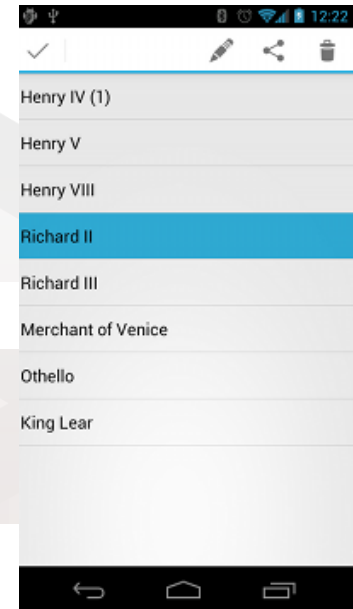 12:22
Henry IV (1)
Henry V
Henry VIII
Richard II
Richard III
Merchant of Venice
Othello
King Lear